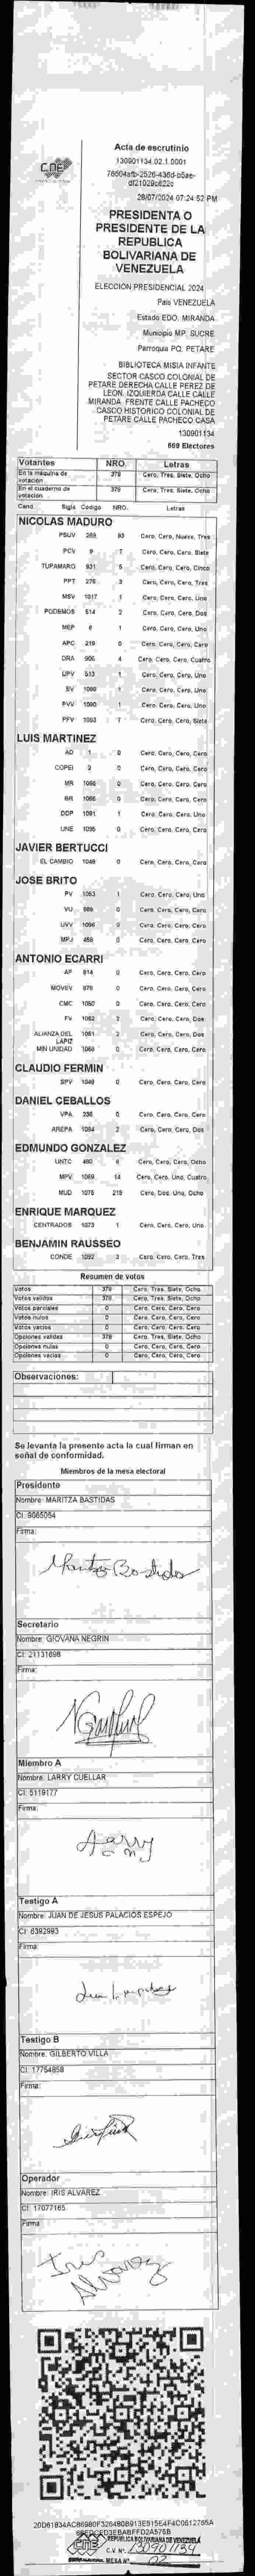 Acta de escrutinio
130901134.02.1.0001
28/07/2024 07:24:52 PM
CNE
PRESIDENTA O
PRESIDENTE DE LA
REPUBLICA
BOLIVARIANA DE
VENEZUELA
ELECCIÓN PRESIDENCIAL 2024
Pais VENEZUELA
Estado EDO. MIRANDA
Municipio MP. SUCRE
Parroquia PQ. PETARE
BIBLIOTECA MISIA INFANTE
SECTOR CASCO COLONIAL DE
PETARE DERECHA CALLE PEREZ DE
LEON. IZQUIERDA CALLE CALLE
MIRANDA. FRENTE CALLE PACHECO
CASCO HISTORICO COLONIAL DE
PETARE CALLE PACHECO CASA
130901134
669 Electores
Votantes NRO. Letras
En la máquina de votación 378 Cero, Tres, Siete, Ocho
En el cuaderno de votación 378 Cero, Tres, Siete, Ocho
Cand Sigla Código NRO. Letras
NICOLAS MADURO
PSUV 269 93 Cero, Cero, Nueve, Tres
PCV 9 7 Cero, Cero, Cero, Siete
TUPAMARO 931 5 Cero, Cero, Cero, Cinco
PPT 275 3 Cero, Cero, Cero, Tres
MSV 1017 1 Cero, Cero, Cero, Uno
PODEMOS 514 2 Cero, Cero, Cero, Dos
MEP 6 1 Cero, Cero, Cero, Uno
APC 219 0 Cero, Cero, Cero, Cero
ORA 906 4 Cero, Cero, Cero, Cuatro
UPV 513 1 Cero, Cero, Cero, Uno
EV 1080 1 Cero, Cero, Cero, Uno
PVV 1090 1 Cero, Cero, Cero, Uno
PFV 1093 7 Cero, Cero, Cero, Siete
LUIS MARTINEZ
AD 1 0 Cero, Cero, Cero, Cero
COPEI 3 0 Cero, Cero, Cero, Cero
MR 1066 0 Cero, Cero, Cero, Cero
BR 0 Cero, Cero, Cero, Cero
DDP 1091 1 Cero, Cero, Cero, Uno
UNE 1095 0 Cero, Cero, Cero, Cero
JAVIER BERTUCCI
EL CAMBIO 1048 0 Cero, Cero, Cero, Cero
JOSE BRITO
PV 1053 1 Cero, Cero, Cero, Uno
VU 0 Cero, Cero, Cero, Cero
UVV 1096 0 Cero, Cero, Cero, Cero
MPJ 458 0 Cero, Cero, Cero, Cero
ANTONIO ECARRI
AP 814 0 Cero, Cero, Cero, Cero
MOVEV 978 0 Cero, Cero, Cero, Cero
CMC 1050 0 Cero, Cero, Cero, Cero
FV 1062 2 Cero, Cero, Cero, Dos
ALIANZA DEL LAPIZ 1061 2 Cero, Cero, Cero, Dos
MIN UNIDAD 1068 0 Cero, Cero, Cero, Cero
CLAUDIO FERMIN
SPV 1049 0 Cero, Cero, Cero, Cero
DANIEL CEBALLOS
VPA 230 0 Cero, Cero, Cero, Cero
AREPA 1084 2 Cero, Cero, Cero, Dos
EDMUNDO GONZALEZ
UNTC 460 8 Cero, Cero, Cero, Ocho
MPV 1069 14 Cero, Cero, Uno, Cuatro
MUD 1075 218 Cero, Dos, Uno, Ocho
ENRIQUE MARQUEZ
CENTRADOS 1073 1 Cero, Cero, Cero, Uno
BENJAMIN RAUSSEO
CONDE 1092 3 Cero, Cero, Cero, Tres
Resumen de votos
Votos 378 Cero, Tres, Siete, Ocho
Votos validos 378 Cero, Tres, Siete, Ocho
Votos parciales 0 Cero, Cero, Cero, Cero
Votos nulos 0 Cero, Cero, Cero, Cero
Votos vacios 0 Cero, Cero, Cero, Cero
Opciones validas 378 Cero, Tres, Siete, Ocho
Opciones nulas 0 Cero, Cero, Cero, Cero
Opciones vacias 0 Cero, Cero, Cero, Cero
Observaciones:
Se levanta la presente acta la cual firman en
señal de conformidad.
Miembros de la mesa electoral
Presidente
Nombre: MARITZA BASTIDAS
CI: 9065054
Firma:
Maritza Bastidas
Secretario
Nombre: GIOVANA NEGRIN
CI: 21131698
Firma:
Miembro A
Nombre: LARRY CUELLAR
CI: 5119177
Firma:
Larry
Testigo A
Nombre: JUAN DE JESUS PALACIOS ESPEJO
CI: 6392993
Firma:
Testigo B
Nombre: GILBERTO VILLA
CI: 17754858
Firma:
Operador
Nombre: IRIS ALVAREZ
CI: 17077165
Firma
Iris
Alvarez
CNE
REPUBLICA BOLIVARIANA DE VENEZUELA
C.V. Nº. 130901134
MESA Nº 02